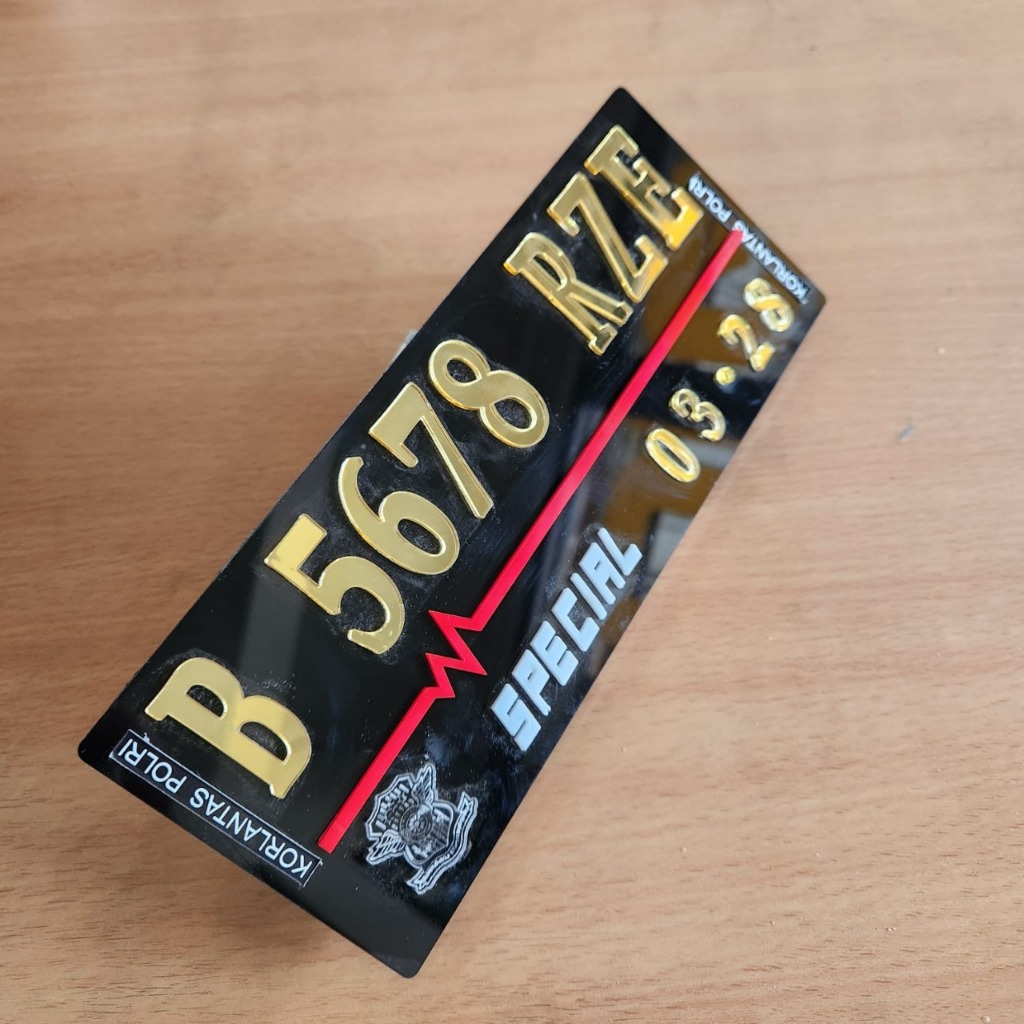 B 5678 RZE
03·28
SPECIAL
KORLANTAS POLRI
KORLANTAS POLRI